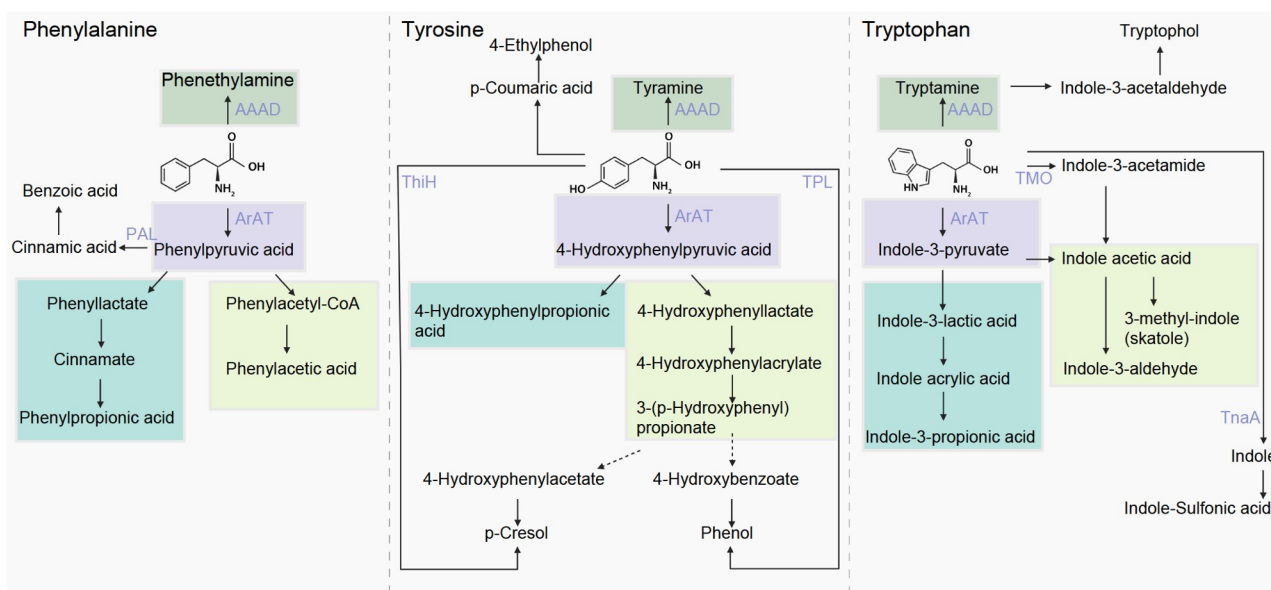 Phenylalanine
Phenethylamine
AAAD
O
OH
NH2
Benzoic acid
ArAT
PAL
Cinnamic acid
Phenylpyruvic acid
Phenyllactate
Phenylacetyl-CoA
Cinnamate
Phenylacetic acid
Phenylpropionic acid
Tyrosine
4-Ethylphenol
p-Coumaric acid
Tyramine
AAAD
O
OH
HO
NH2
ThiH
TPL
ArAT
4-Hydroxyphenylpyruvic acid
4-Hydroxyphenylpropionic
acid
4-Hydroxyphenyllactate
4-Hydroxyphenylacrylate
3-(p-Hydroxyphenyl)
propionate
4-Hydroxyphenylacetate
4-Hydroxybenzoate
p-Cresol
Phenol
Tryptophan
Tryptophol
Tryptamine
Indole-3-acetaldehyde
AAAD
O
OH
HN
NH2
Indole-3-acetamide
TMO
ArAT
Indole-3-pyruvate
Indole acetic acid
Indole-3-lactic acid
3-methyl-indole
(skatole)
Indole acrylic acid
Indole-3-aldehyde
Indole-3-propionic acid
TnaA
Indole
Indole-Sulfonic acid